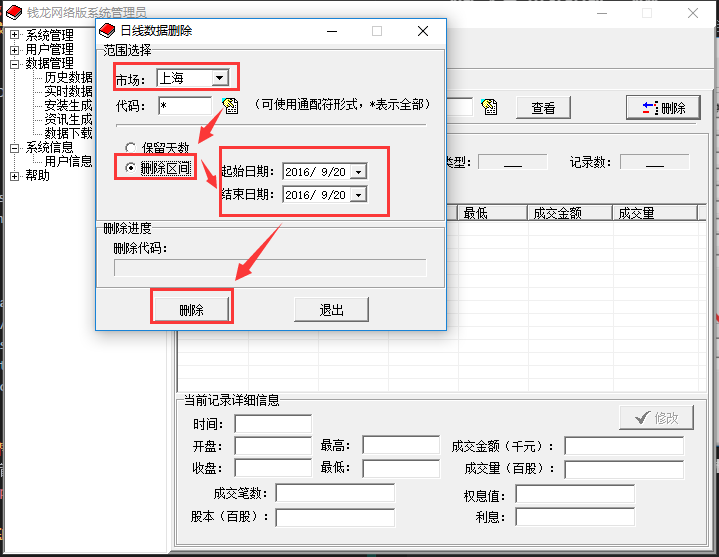 钱龙网络版系统管理员
系统管理
用户管理
数据管理
历史数据
实时数据
安装生成
资讯生成
数据下载
系统信息
用户信息
帮助
日线数据删除
范围选择
市场： 上海
代码： * （可使用通配符形式，*表示全部）
保留天数
删除区间
起始日期： 2016/ 9/20
结束日期： 2016/ 9/20
删除进度
删除代码：
删除 退出
查看 删除
类型： ___ 记录数： ___
最低 成交金额 成交量
当前记录详细信息
修改
时间：
开盘： 最高： 成交金额（千元）：
收盘： 最低： 成交量（百股）：
成交笔数： 权息值：
股本（百股）： 利息：